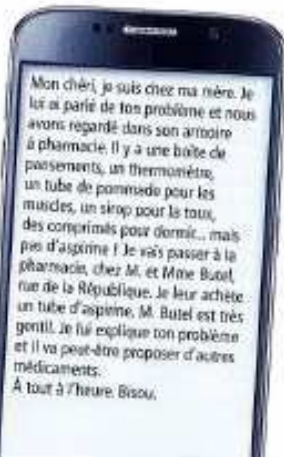 Mon chéri, je suis chez ma mère. Je
lui ai parlé de ton problème et nous
avons regardé dans son armoire
à pharmacie. Il y a une boîte de
pansements, un thermomètre,
un tube de pommade pour les
muscles, un sirop pour la toux,
des comprimés pour dormir... mais
pas d'aspirine ! Je vais passer à la
pharmacie, chez M. et Mme Butel,
rue de la République. Je leur achète
un tube d'aspirine. M. Butel est très
gentil. Je lui explique ton problème
et il va peut-être proposer d'autres
médicaments.
À tout à l'heure. Bisou.